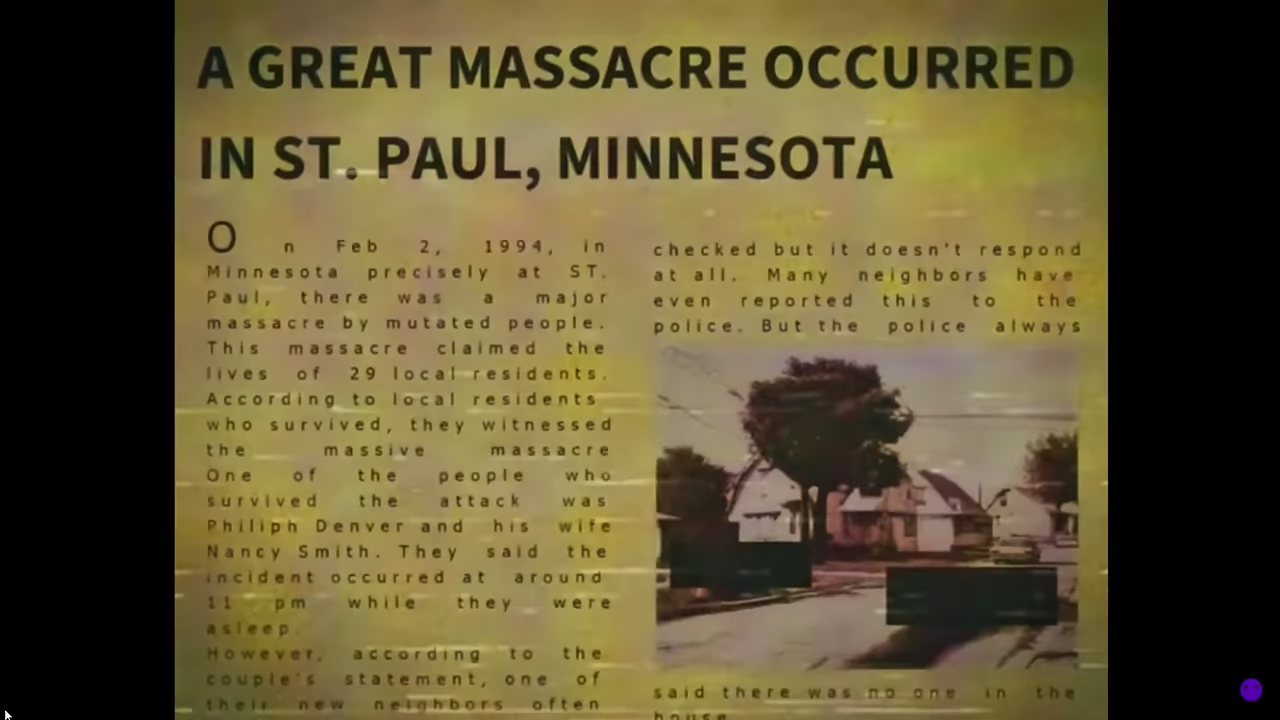 A GREAT MASSACRE OCCURRED
IN ST. PAUL, MINNESOTA
On Feb 2, 1994, in
Minnesota precisely at ST.
Paul, there was a major
massacre by mutated people.
This massacre claimed the
lives of 29 local residents.
According to local residents
who survived, they witnessed
the massive massacre
One of the people who
survived the attack was
Philiph Denver and his wife
Nancy Smith. They said the
incident occurred at around
11 pm while they were
asleep.
However, according to the
couple's statement, one of
their new neighbors often
checked but it doesn't respond
at all. Many neighbors have
even reported this to the
police. But the police always
said there was no one in the
house